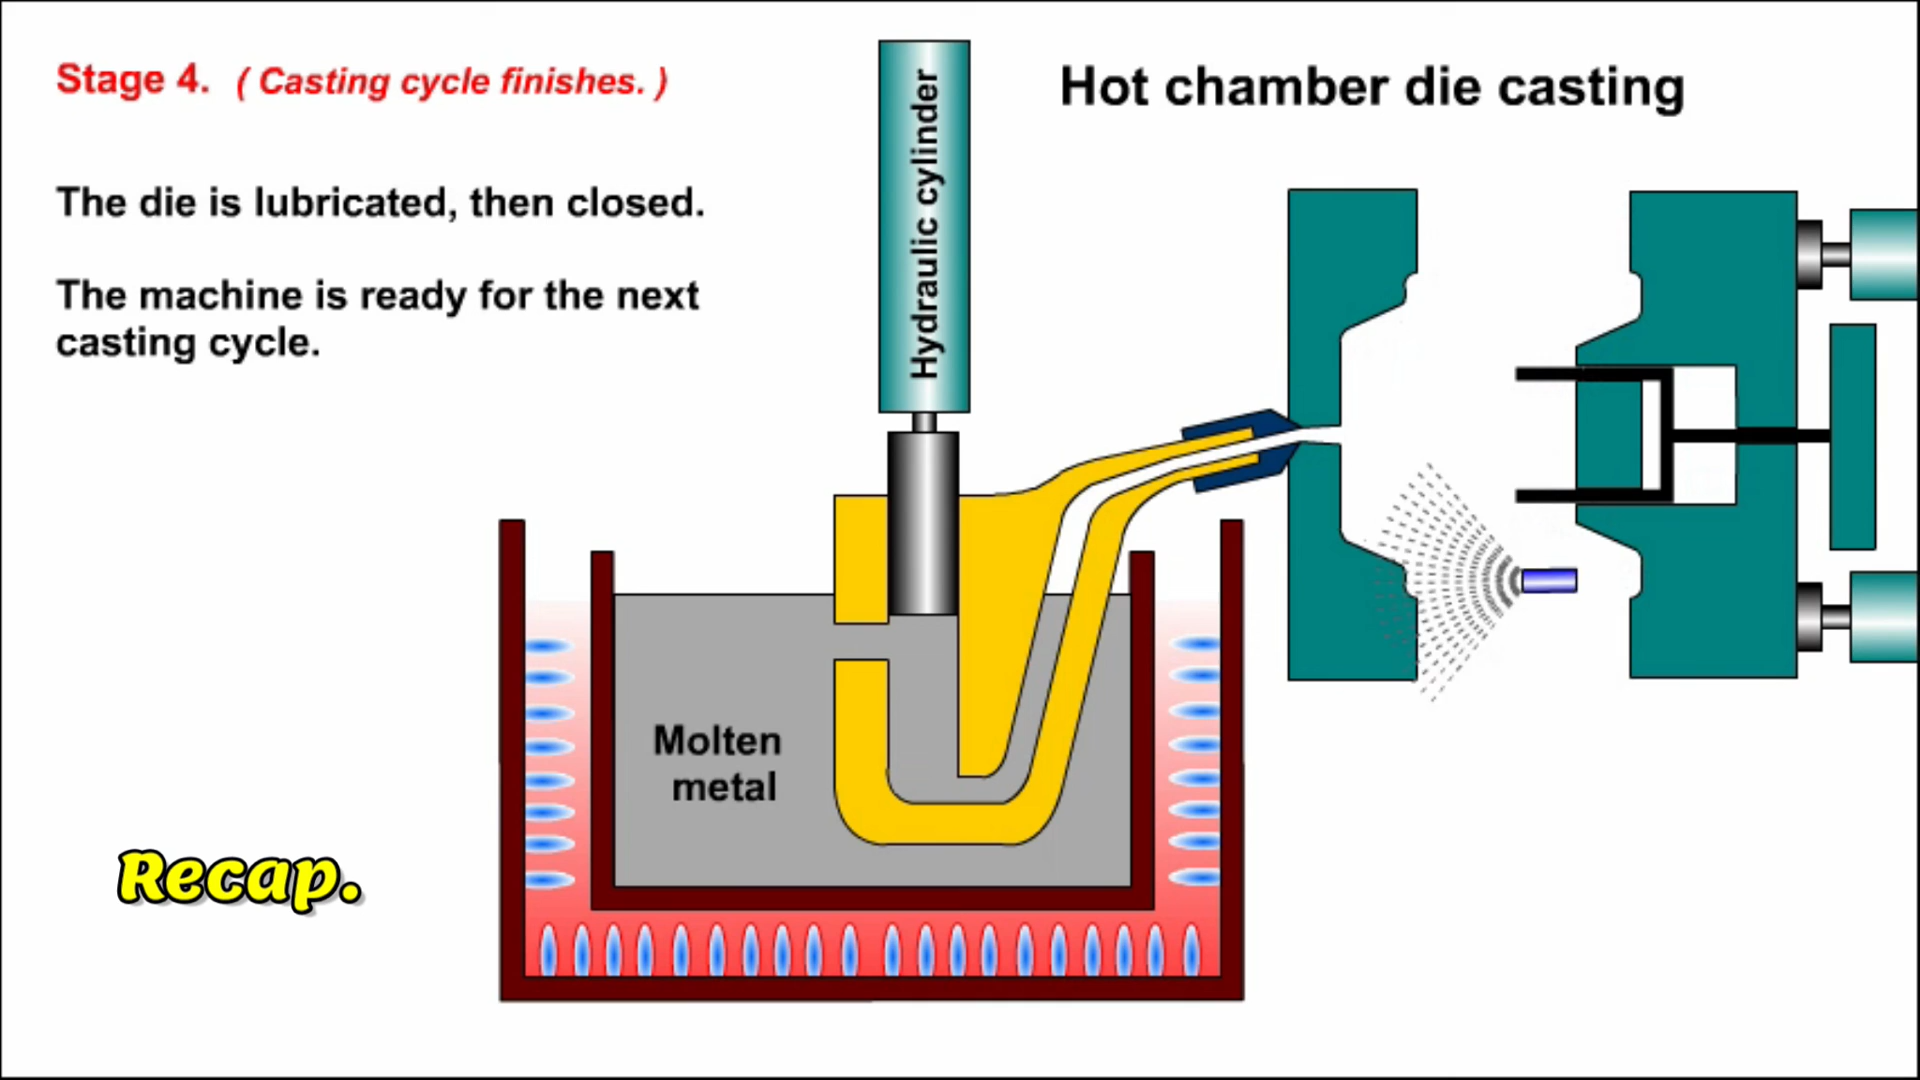 Stage 4. ( Casting cycle finishes. )
Hot chamber die casting
The die is lubricated, then closed.
The machine is ready for the next
casting cycle.
Hydraulic cylinder
Molten
metal
Recap.